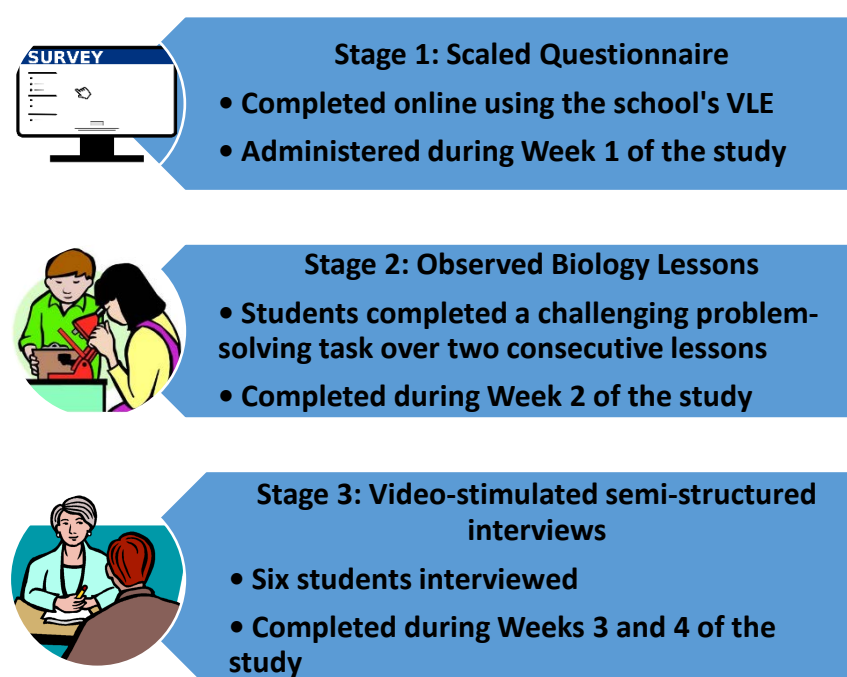 SURVEY
Stage 1: Scaled Questionnaire
• Completed online using the school's VLE
• Administered during Week 1 of the study
Stage 2: Observed Biology Lessons
• Students completed a challenging problem-
solving task over two consecutive lessons
• Completed during Week 2 of the study
Stage 3: Video-stimulated semi-structured
interviews
• Six students interviewed
• Completed during Weeks 3 and 4 of the
study